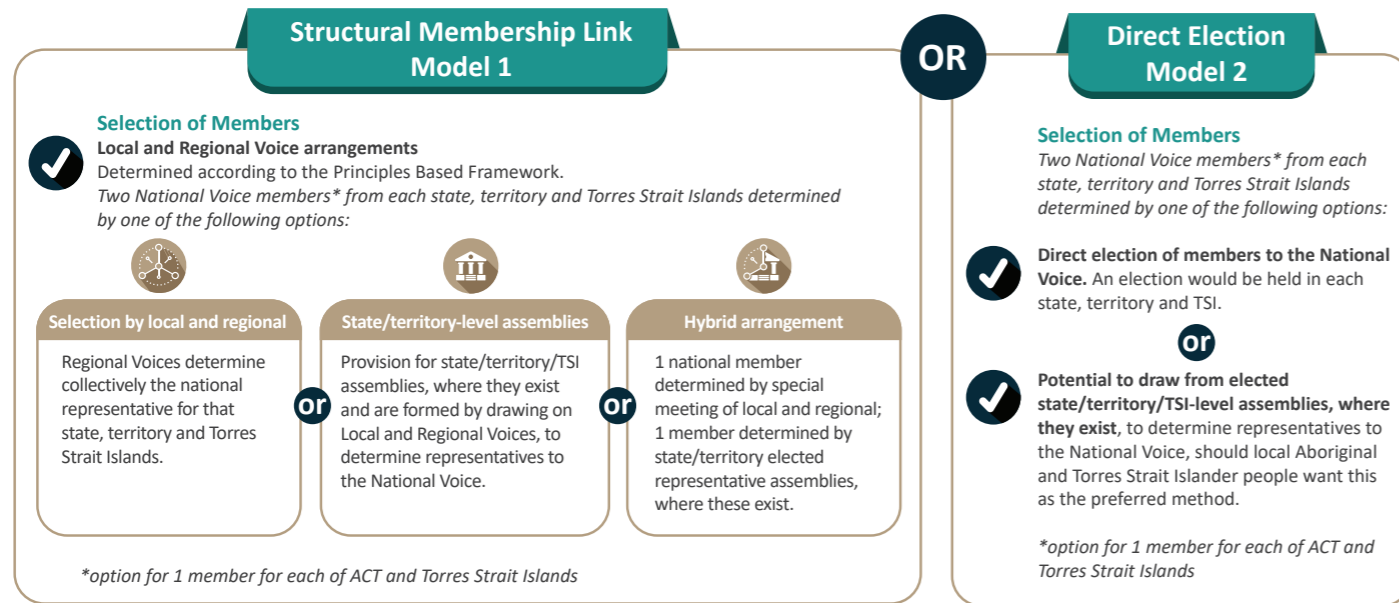 Structural Membership Link
Model 1
Selection of Members
Local and Regional Voice arrangements
Determined according to the Principles Based Framework.
Two National Voice members* from each state, territory and Torres Strait Islands determined
by one of the following options:
Selection by local and regional
Regional Voices determine
collectively the national
representative for that
state, territory and Torres
Strait Islands.
or
State/territory-level assemblies
Provision for state/territory/TSI
assemblies, where they exist
and are formed by drawing on
Local and Regional Voices, to
determine representatives to
the National Voice.
or
Hybrid arrangement
1 national member
determined by special
meeting of local and regional;
1 member determined by
state/territory elected
representative assemblies,
where these exist.
*option for 1 member for each of ACT and Torres Strait Islands
OR
Direct Election
Model 2
Selection of Members
Two National Voice members* from each
state, territory and Torres Strait Islands
determined by one of the following options:
Direct election of members to the National
Voice. An election would be held in each
state, territory and TSI.
or
Potential to draw from elected
state/territory/TSI-level assemblies, where
they exist, to determine representatives to
the National Voice, should local Aboriginal
and Torres Strait Islander people want this
as the preferred method.
*option for 1 member for each of ACT and
Torres Strait Islands